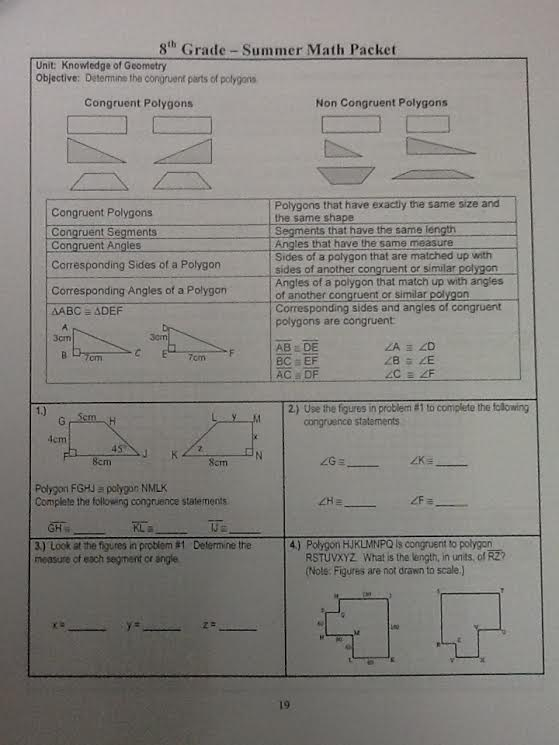 8th Grade – Summer Math Packet
Unit: Knowledge of Geometry
Objective: Determine the congruent parts of polygons.
Congruent Polygons
Non Congruent Polygons
Congruent Polygons
Polygons that have exactly the same size and
the same shape
Congruent Segments
Segments that have the same length
Congruent Angles
Angles that have the same measure
Corresponding Sides of a Polygon
Sides of a polygon that are matched up with
sides of another congruent or similar polygon
Corresponding Angles of a Polygon
Angles of a polygon that match up with angles
of another congruent or similar polygon
ΔABC ≅ ΔDEF
Corresponding sides and angles of congruent
polygons are congruent:
A
3cm
B
7cm
C
D
3cm
E
7cm
F
AB ≅ DE
∠A ≅ ∠D
BC ≅ EF
∠B ≅ ∠E
AC ≅ DF
∠C ≅ ∠F
1.)
G 5cm H
4cm
45°
F
8cm
J
L y M
x
K z
8cm
N
Polygon FGHJ ≅ polygon NMLK
Complete the following congruence statements.
GH ≅ ____ KL ≅ ____ ≅ ____
2.) Use the figures in problem #1 to complete the following
congruence statements.
∠G ≅ ____ ∠K ≅ ____
∠H ≅ ____ ∠F ≅ ____
3.) Look at the figures in problem #1. Determine the
measure of each segment or angle.
x = ____ y = ____ z = ____
4.) Polygon HJKLMNPQ is congruent to polygon
RSTUVXYZ. What is the length, in units, of RZ?
(Note: Figures are not drawn to scale.)
19